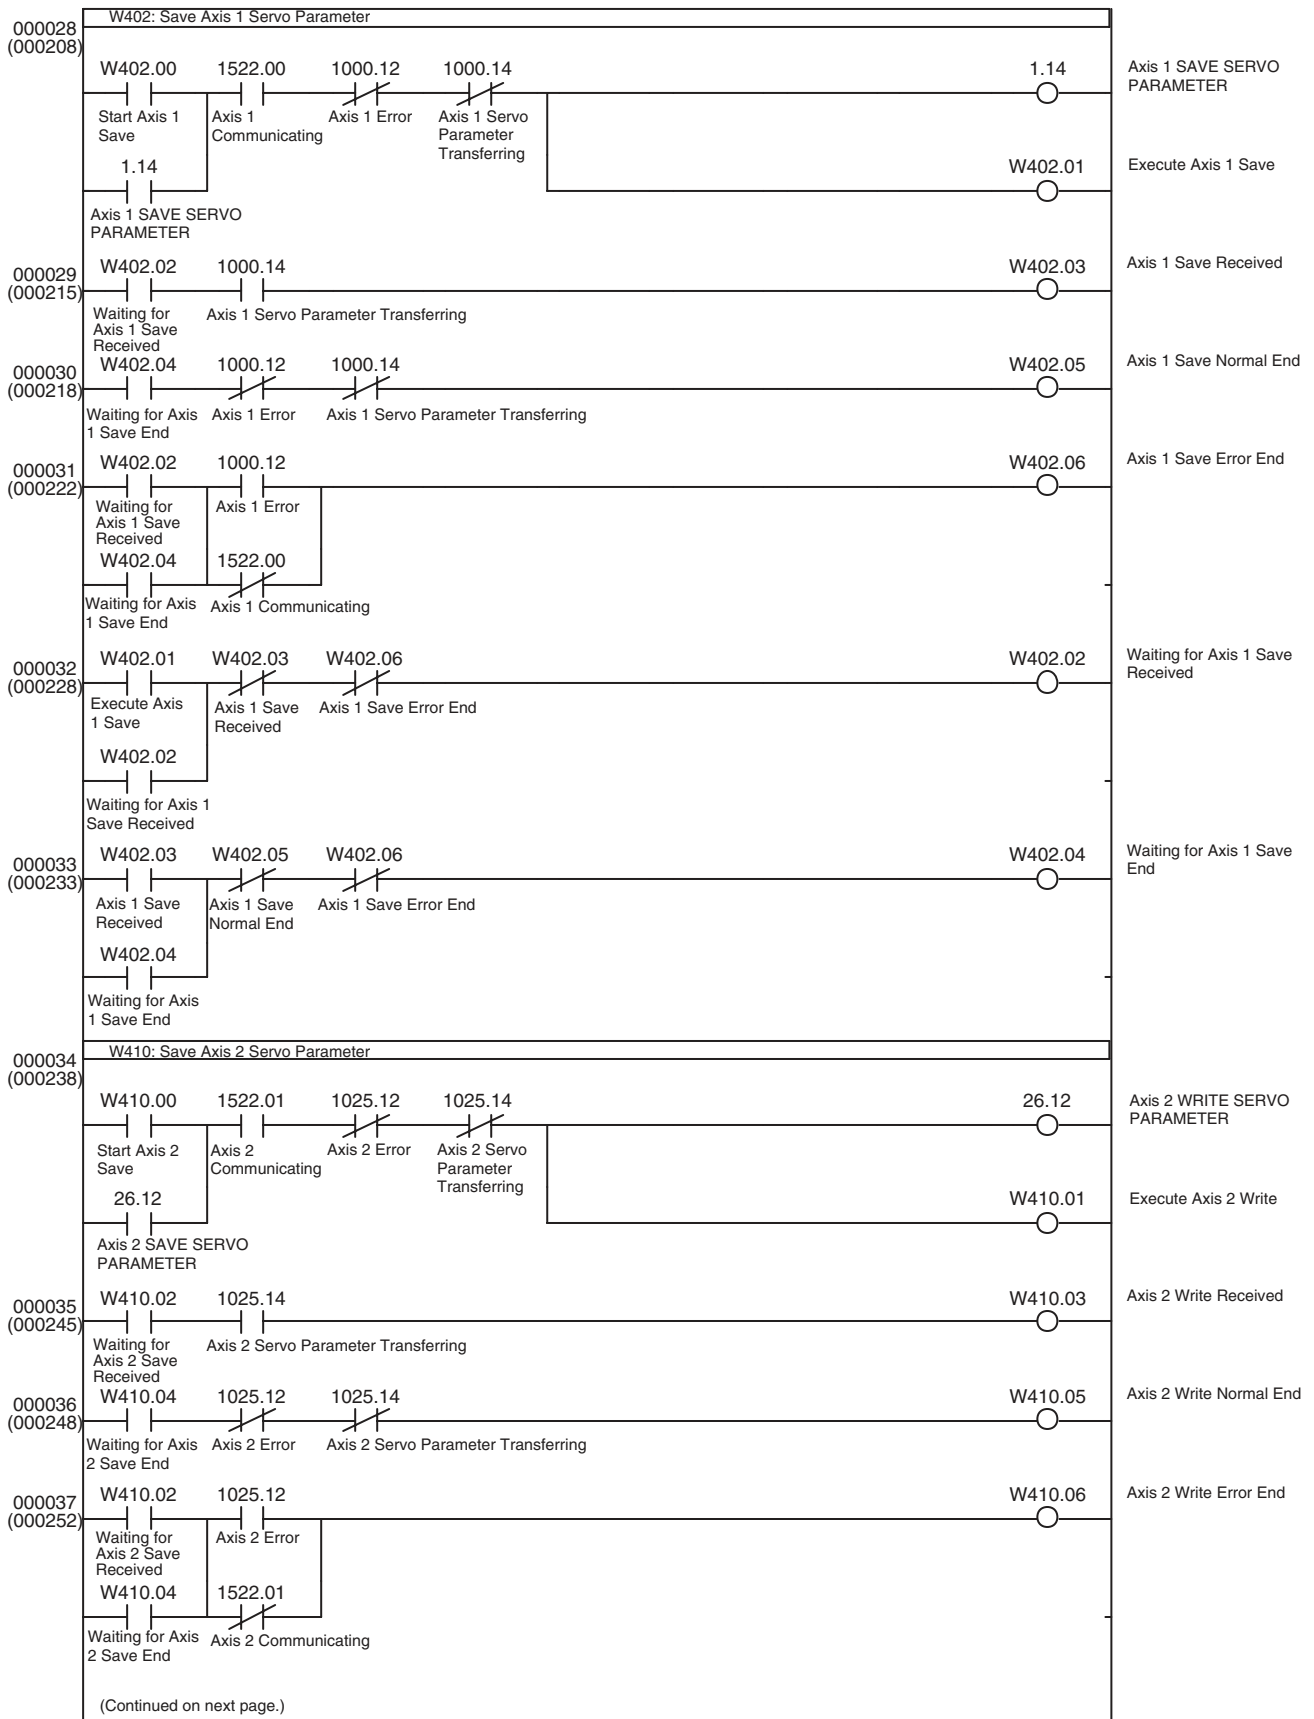 W402: Save Axis 1 Servo Parameter
000028
(000208)
W402.00 1522.00 1000.12 1000.14 1.14 Axis 1 SAVE SERVO
PARAMETER
Start Axis 1
Save
Axis 1
Communicating
Axis 1 Error
Axis 1 Servo
Parameter
Transferring
1.14 W402.01 Execute Axis 1 Save
Axis 1 SAVE SERVO
PARAMETER
000029
(000215)
W402.02 1000.14 W402.03 Axis 1 Save Received
Waiting for
Axis 1 Save
Received
Axis 1 Servo Parameter Transferring
000030
(000218)
W402.04 1000.12 1000.14 W402.05 Axis 1 Save Normal End
Waiting for Axis
1 Save End
Axis 1 Error
Axis 1 Servo Parameter Transferring
000031
(000222)
W402.02 1000.12 W402.06 Axis 1 Save Error End
Waiting for
Axis 1 Save
Received
Axis 1 Error
W402.04 1522.00
Waiting for Axis
1 Save End
Axis 1 Communicating
000032
(000228)
W402.01 W402.03 W402.06 W402.02 Waiting for Axis 1 Save
Received
Execute Axis
1 Save
Axis 1 Save
Received
Axis 1 Save Error End
W402.02
Waiting for Axis 1
Save Received
000033
(000233)
W402.03 W402.05 W402.06 W402.04 Waiting for Axis 1 Save
End
Axis 1 Save
Received
Axis 1 Save
Normal End
Axis 1 Save Error End
W402.04
Waiting for Axis
1 Save End
W410: Save Axis 2 Servo Parameter
000034
(000238)
W410.00 1522.01 1025.12 1025.14 26.12 Axis 2 WRITE SERVO
PARAMETER
Start Axis 2
Save
Axis 2
Communicating
Axis 2 Error
Axis 2 Servo
Parameter
Transferring
26.12 W410.01 Execute Axis 2 Write
Axis 2 SAVE SERVO
PARAMETER
000035
(000245)
W410.02 1025.14 W410.03 Axis 2 Write Received
Waiting for
Axis 2 Save
Received
Axis 2 Servo Parameter Transferring
000036
(000248)
W410.04 1025.12 1025.14 W410.05 Axis 2 Write Normal End
Waiting for Axis
2 Save End
Axis 2 Error
Axis 2 Servo Parameter Transferring
000037
(000252)
W410.02 1025.12 W410.06 Axis 2 Write Error End
Waiting for
Axis 2 Save
Received
Axis 2 Error
W410.04 1522.01
Waiting for Axis
2 Save End
Axis 2 Communicating
(Continued on next page.)